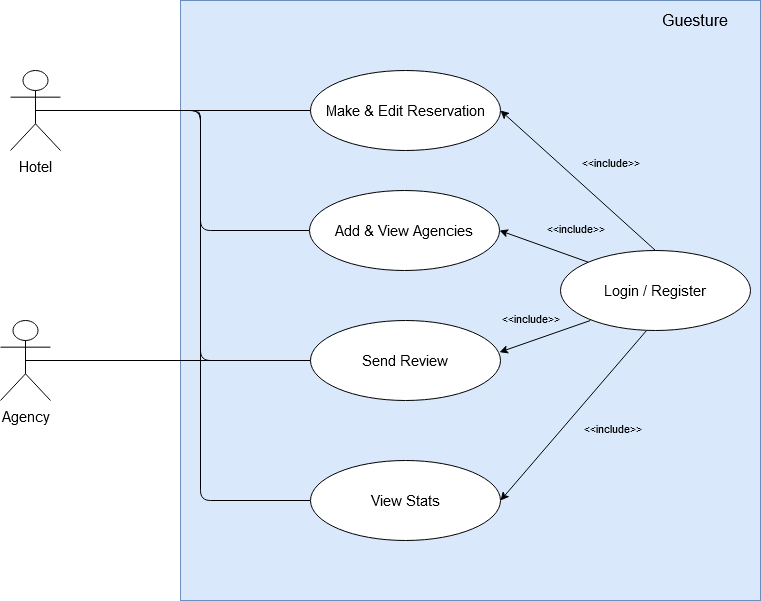 Guesture
Make & Edit Reservation
Hotel
<<include>>
Add & View Agencies
<<include>>
Login / Register
<<include>>
Send Review
Agency
<<include>>
View Stats